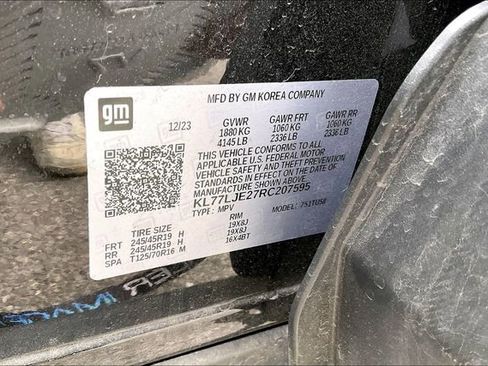 gm
MFD BY GM KOREA COMPANY
12/23 GVWR GAWR FRT GAWR RR
1880 KG 1060 KG 1060 KG
4145 LB 2336 LB 2336 LB
THIS VEHICLE CONFORMS TO ALL
APPLICABLE U.S. FEDERAL MOTOR
VEHICLE SAFETY, BUMPER, AND THEFT
PREVENTION STANDARDS IN EFFECT ON
THE DATE OF
MANUFACTURE SHOWN ABOVE.
KL77LJE27RC207595
TYPE: MPV MODEL:
TIRE SIZE RIM
FRT 245/45R19 H 19X8J
RR 245/45R19 H 19X8J
SPA T125/70R16 M 16X4BT